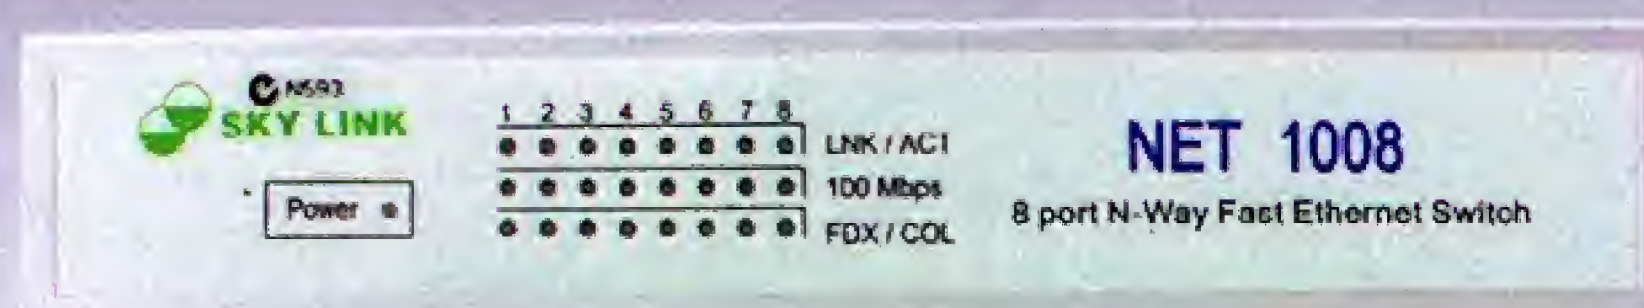 N593
SKY LINK
Power
1 2 3 4 5 6 7 8
LNK / ACT
100 Mbps
FDX / COL
NET 1008
8 port N-Way Fast Ethernet Switch